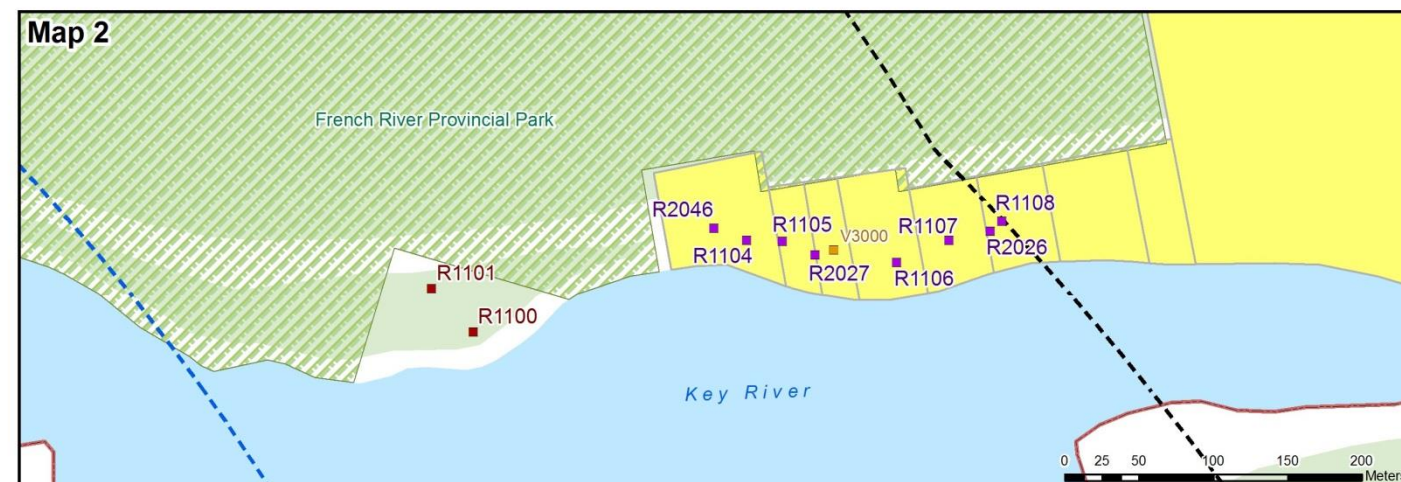 Map 2
French River Provincial Park
R2046
R1104
R1105
R2027
V3000
R1106
R1107
R2026
R1108
R1101
R1100
Key River
0 25 50 100 150 200
Meters